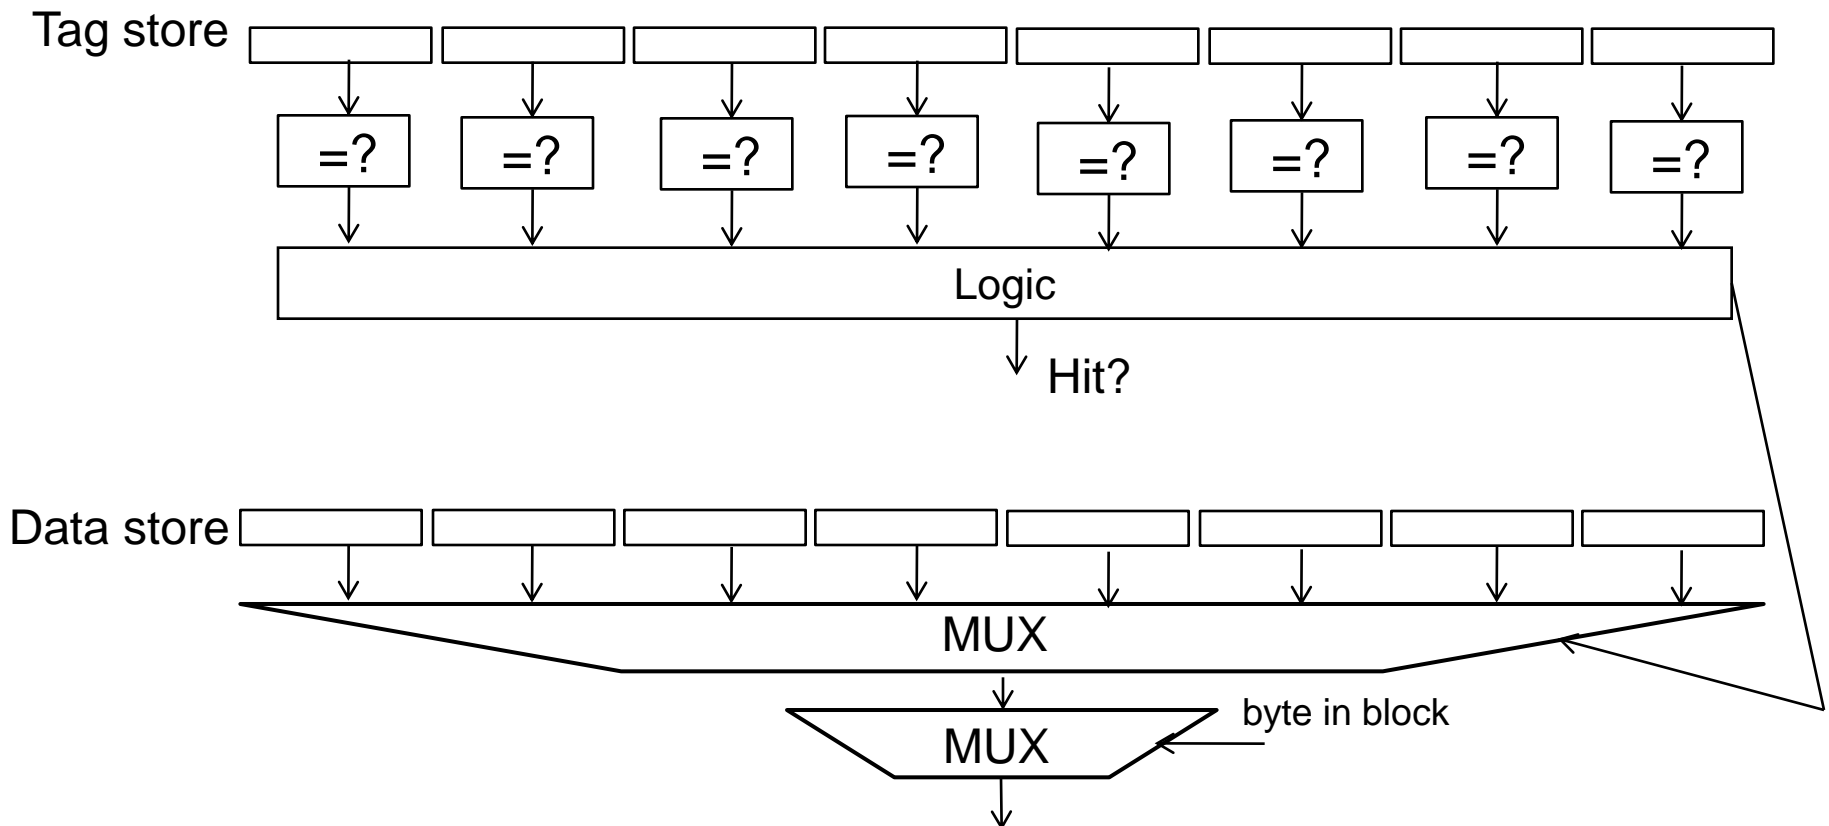 Tag store
=? =? =? =? =? =? =? =?
Logic
Hit?
Data store
MUX
byte in block
MUX